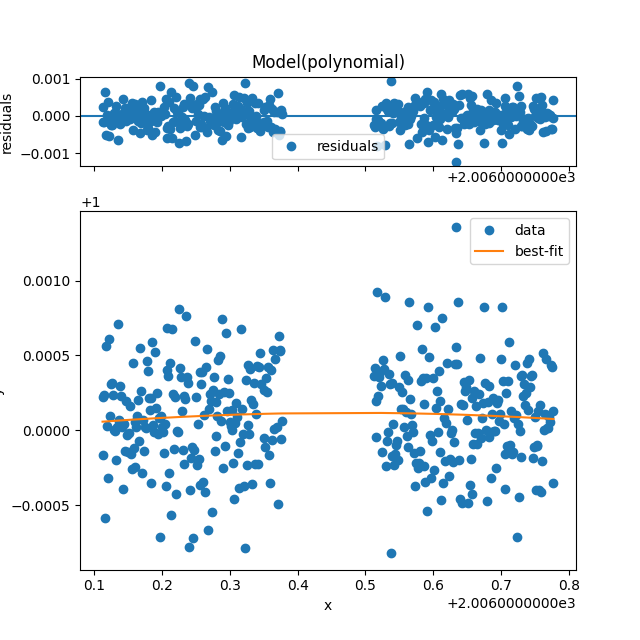 Model(polynomial)
0.001
0.000
−0.001
residuals
residuals
+2.0060000000e3
+1
0.0010
0.0005
0.0000
−0.0005
data
best-fit
0.1 0.2 0.3 0.4 0.5 0.6 0.7 0.8
x
+2.0060000000e3